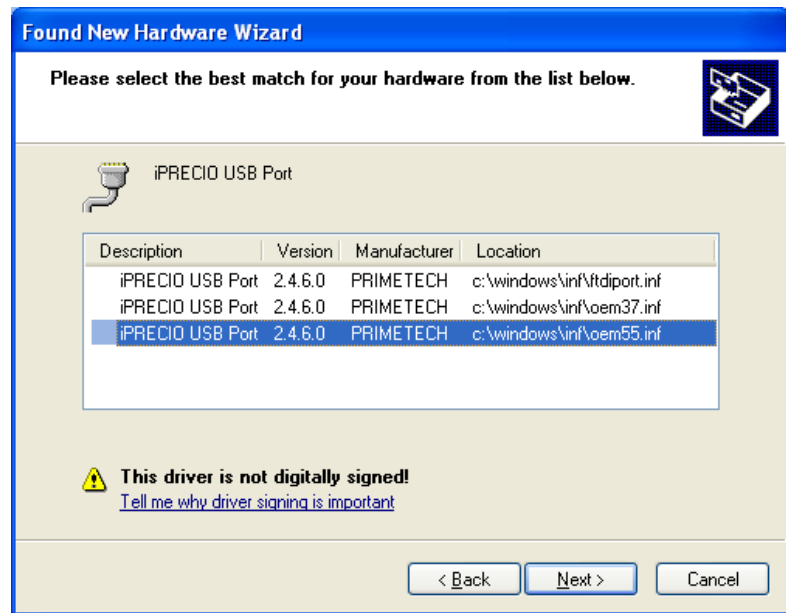 Found New Hardware Wizard
Please select the best match for your hardware from the list below.
iPRECIO USB Port
Description Version Manufacturer Location
iPRECIO USB Port 2.4.6.0 PRIMETECH c:\windows\inf\ftdiport.inf
iPRECIO USB Port 2.4.6.0 PRIMETECH c:\windows\inf\oem37.inf
iPRECIO USB Port 2.4.6.0 PRIMETECH c:\windows\inf\oem55.inf
This driver is not digitally signed!
Tell me why driver signing is important
< Back Next > Cancel